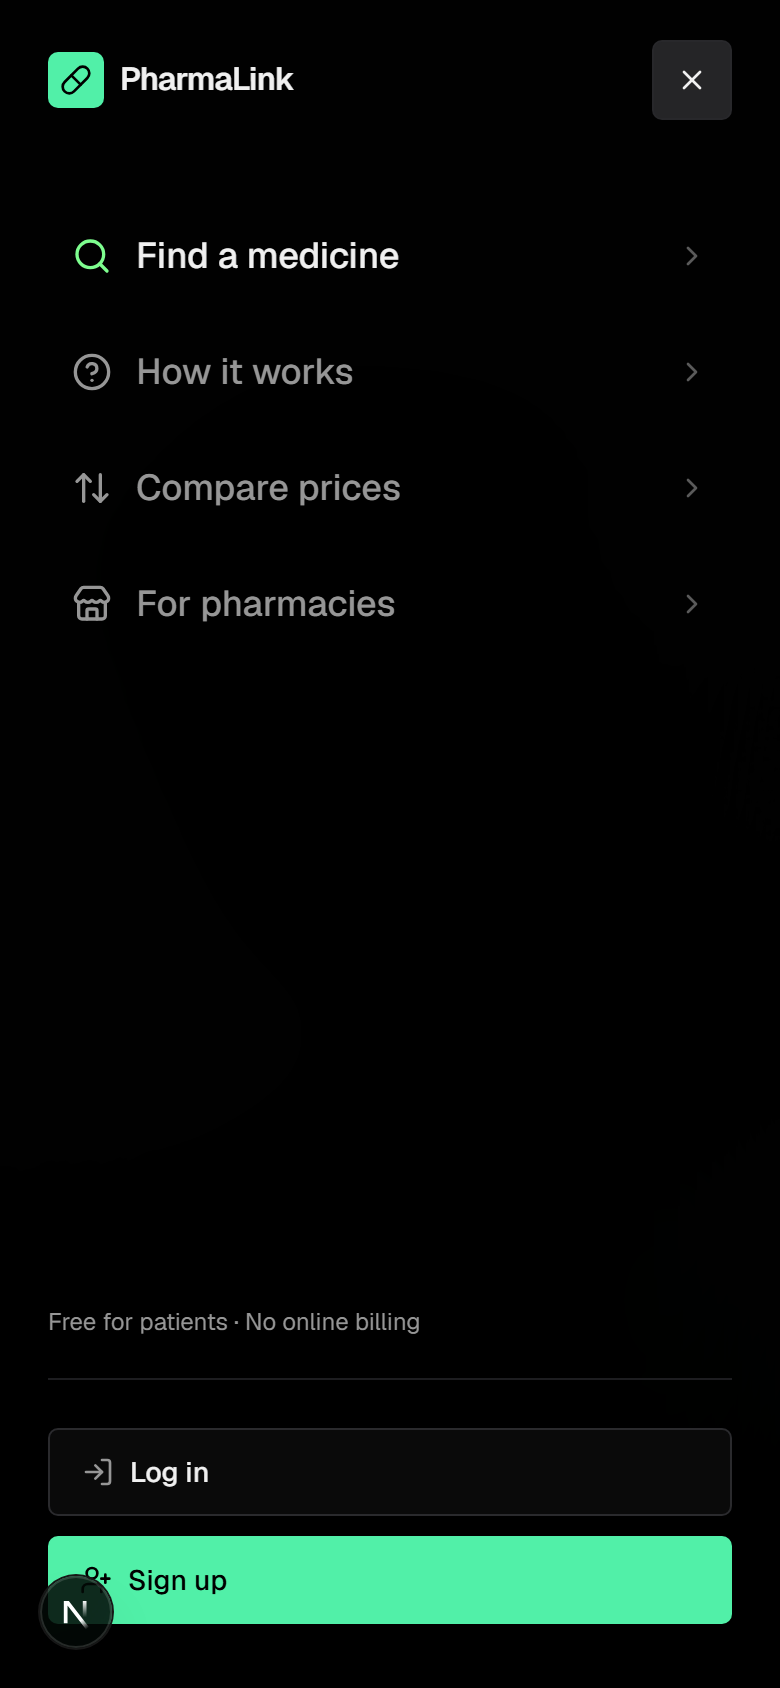 PharmaLink
Find a medicine
How it works
Compare prices
For pharmacies
Free for patients · No online billing
Log in
Sign up
N